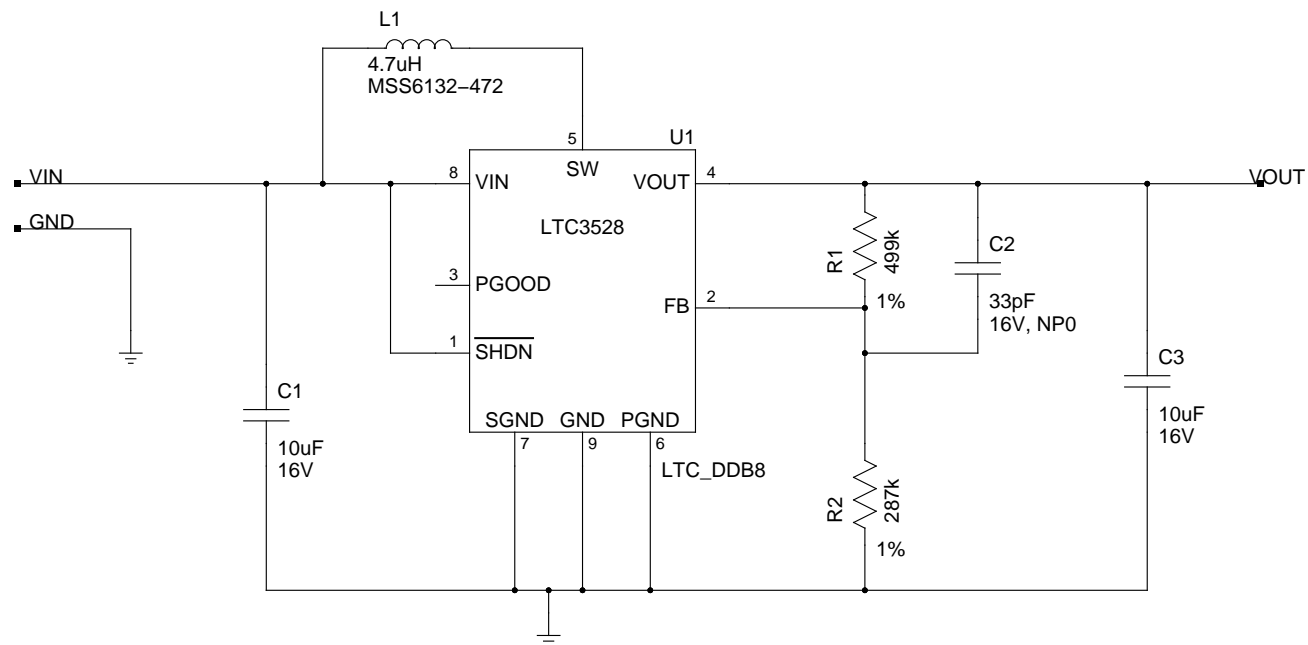 L1
4.7uH
MSS6132−472
U1
5
SW
VIN
8
VIN
VOUT
4
VOUT
GND
LTC3528
R1
499k
1%
C2
33pF
16V, NP0
3
PGOOD
FB
2
1
SHDN
C3
10uF
16V
C1
10uF
16V
SGND
GND
PGND
7
9
6
LTC_DDB8
R2
287k
1%